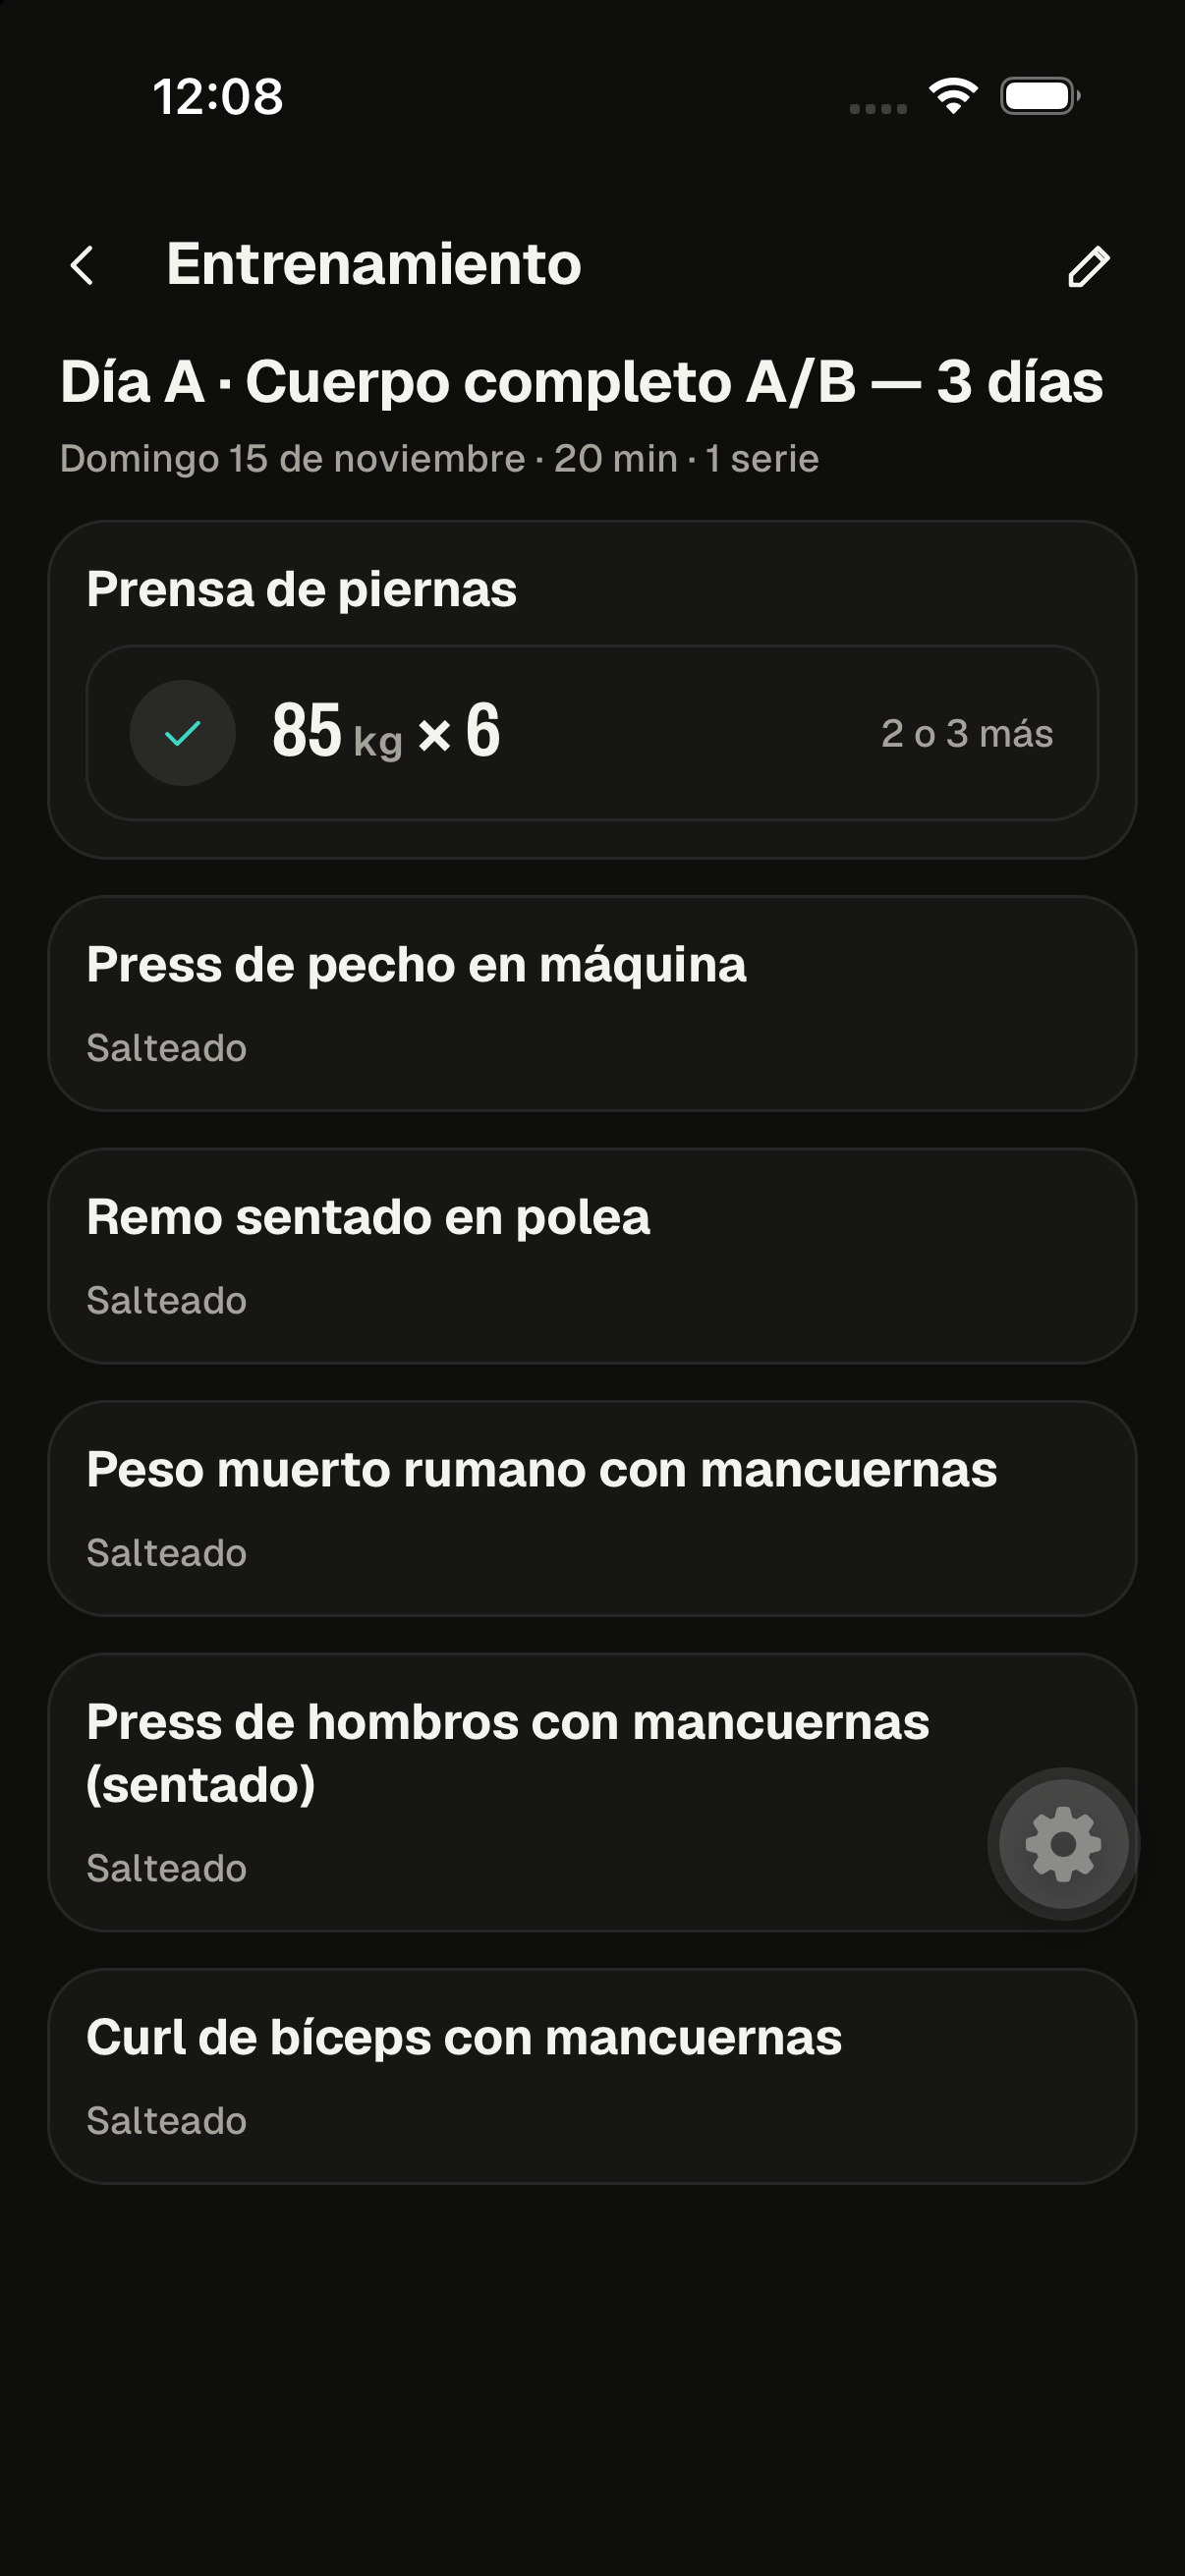 12:08
Entrenamiento
Día A · Cuerpo completo A/B — 3 días
Domingo 15 de noviembre · 20 min · 1 serie
Prensa de piernas
85 kg × 6
2 o 3 más
Press de pecho en máquina
Salteado
Remo sentado en polea
Salteado
Peso muerto rumano con mancuernas
Salteado
Press de hombros con mancuernas
(sentado)
Salteado
Curl de bíceps con mancuernas
Salteado